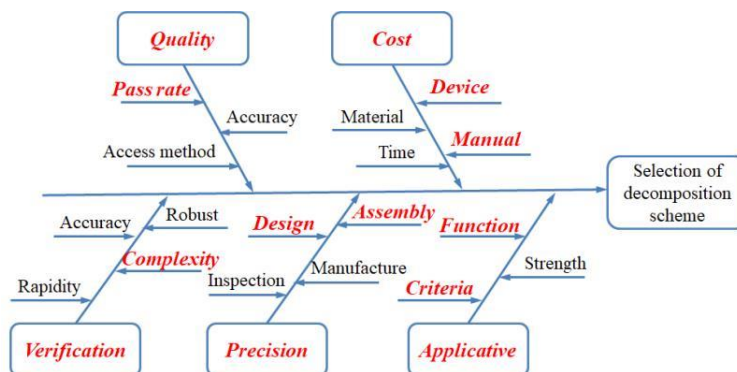 Quality
Cost
Pass rate
Device
Accuracy
Material
Manual
Access method
Time
Selection of
decomposition
scheme
Accuracy
Robust
Design
Assembly
Function
Complexity
Rapidity
Inspection
Manufacture
Strength
Criteria
Verification
Precision
Applicative